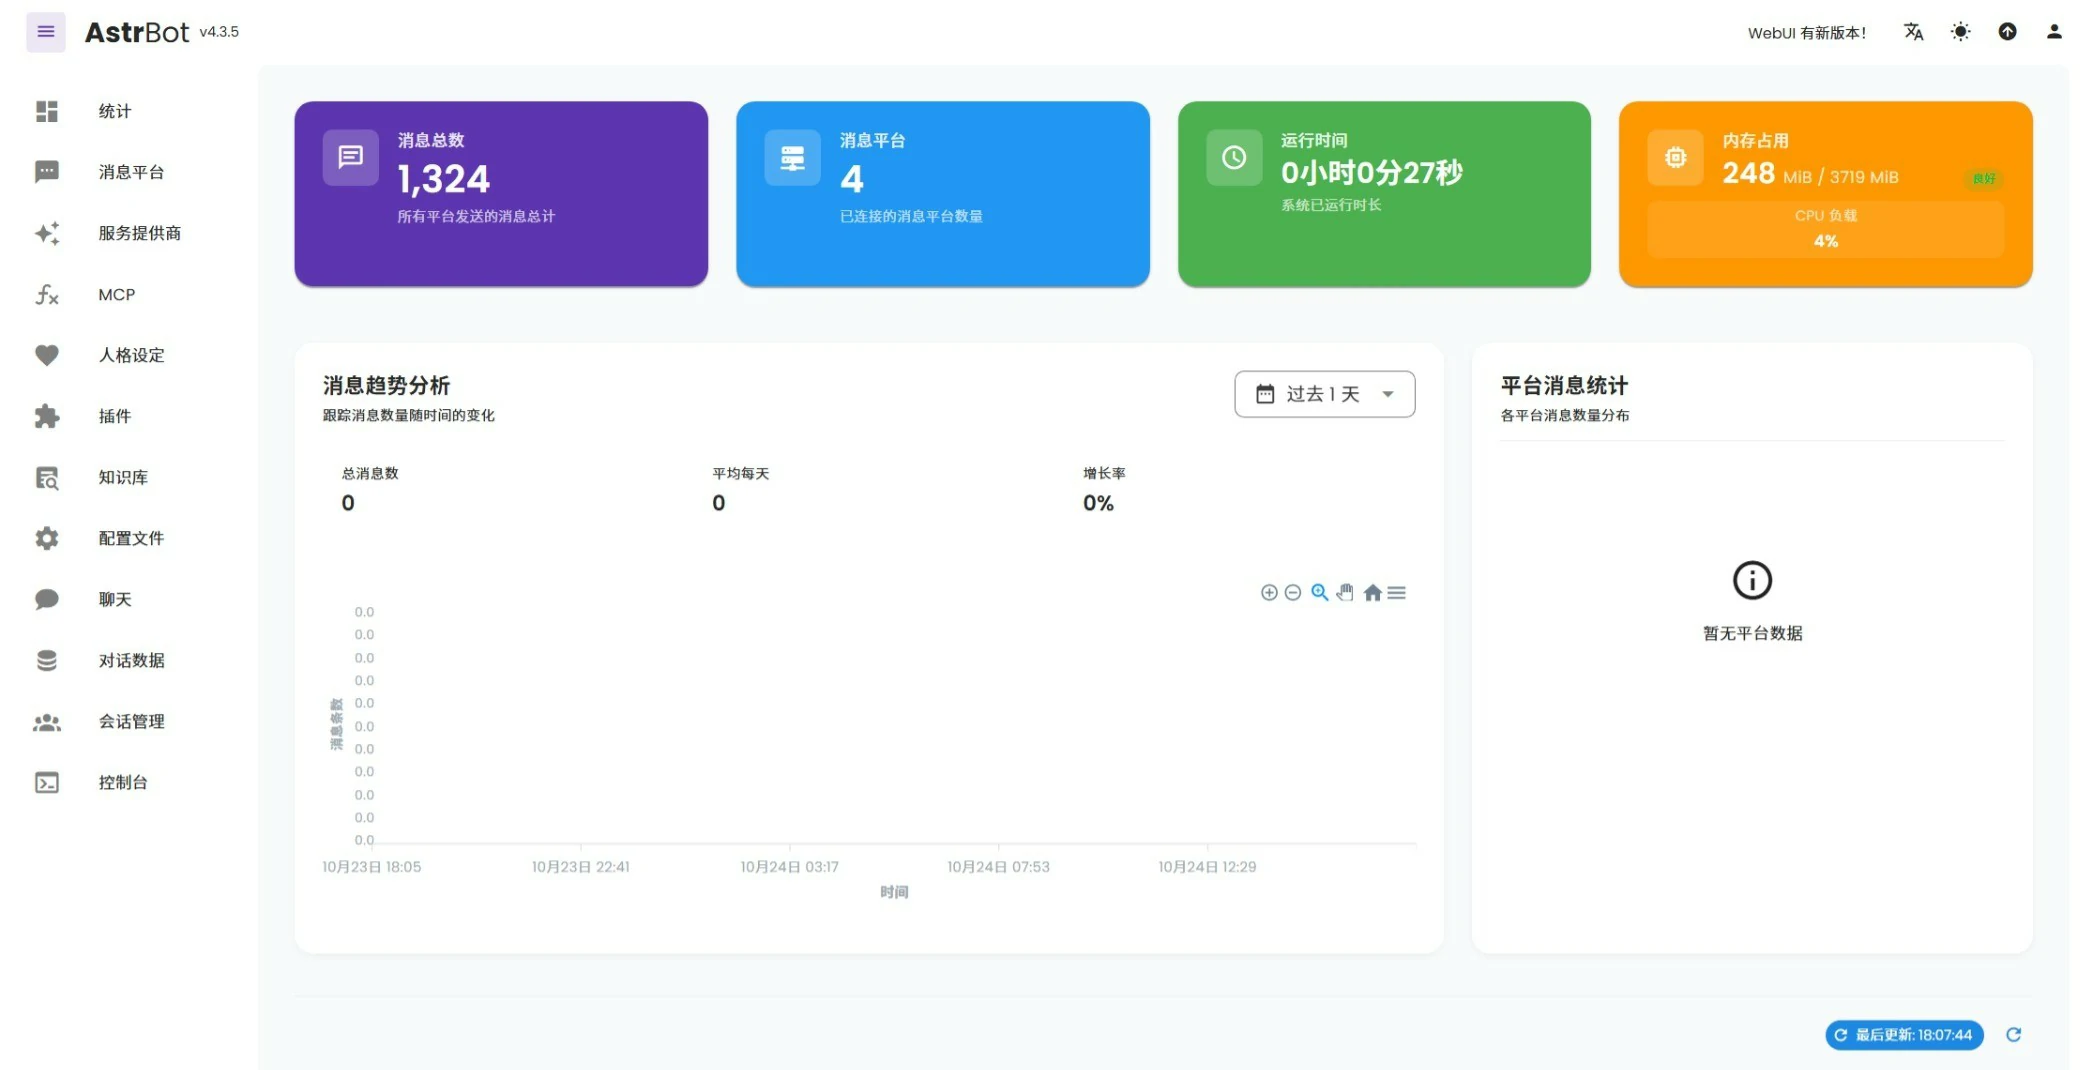 AstrBot v4.3.5
WebUI 有新版本！
统计
消息平台
服务提供商
MCP
人格设定
插件
知识库
配置文件
聊天
对话数据
会话管理
控制台
消息总数
1,324
所有平台发送的消息总计
消息平台
4
已连接的消息平台数量
运行时间
0小时0分27秒
系统已运行时长
内存占用
248 MiB / 3719 MiB
良好
CPU 负载
4%
消息趋势分析
跟踪消息数量随时间的变化
过去 1 天
总消息数
0
平均每天
0
增长率
0%
0.0
0.0
0.0
0.0
0.0
0.0
0.0
0.0
0.0
0.0
0.0
消息条数
10月23日 18:05
10月23日 22:41
10月24日 03:17
10月24日 07:53
10月24日 12:29
时间
平台消息统计
各平台消息数量分布
暂无平台数据
最后更新: 18:07:44